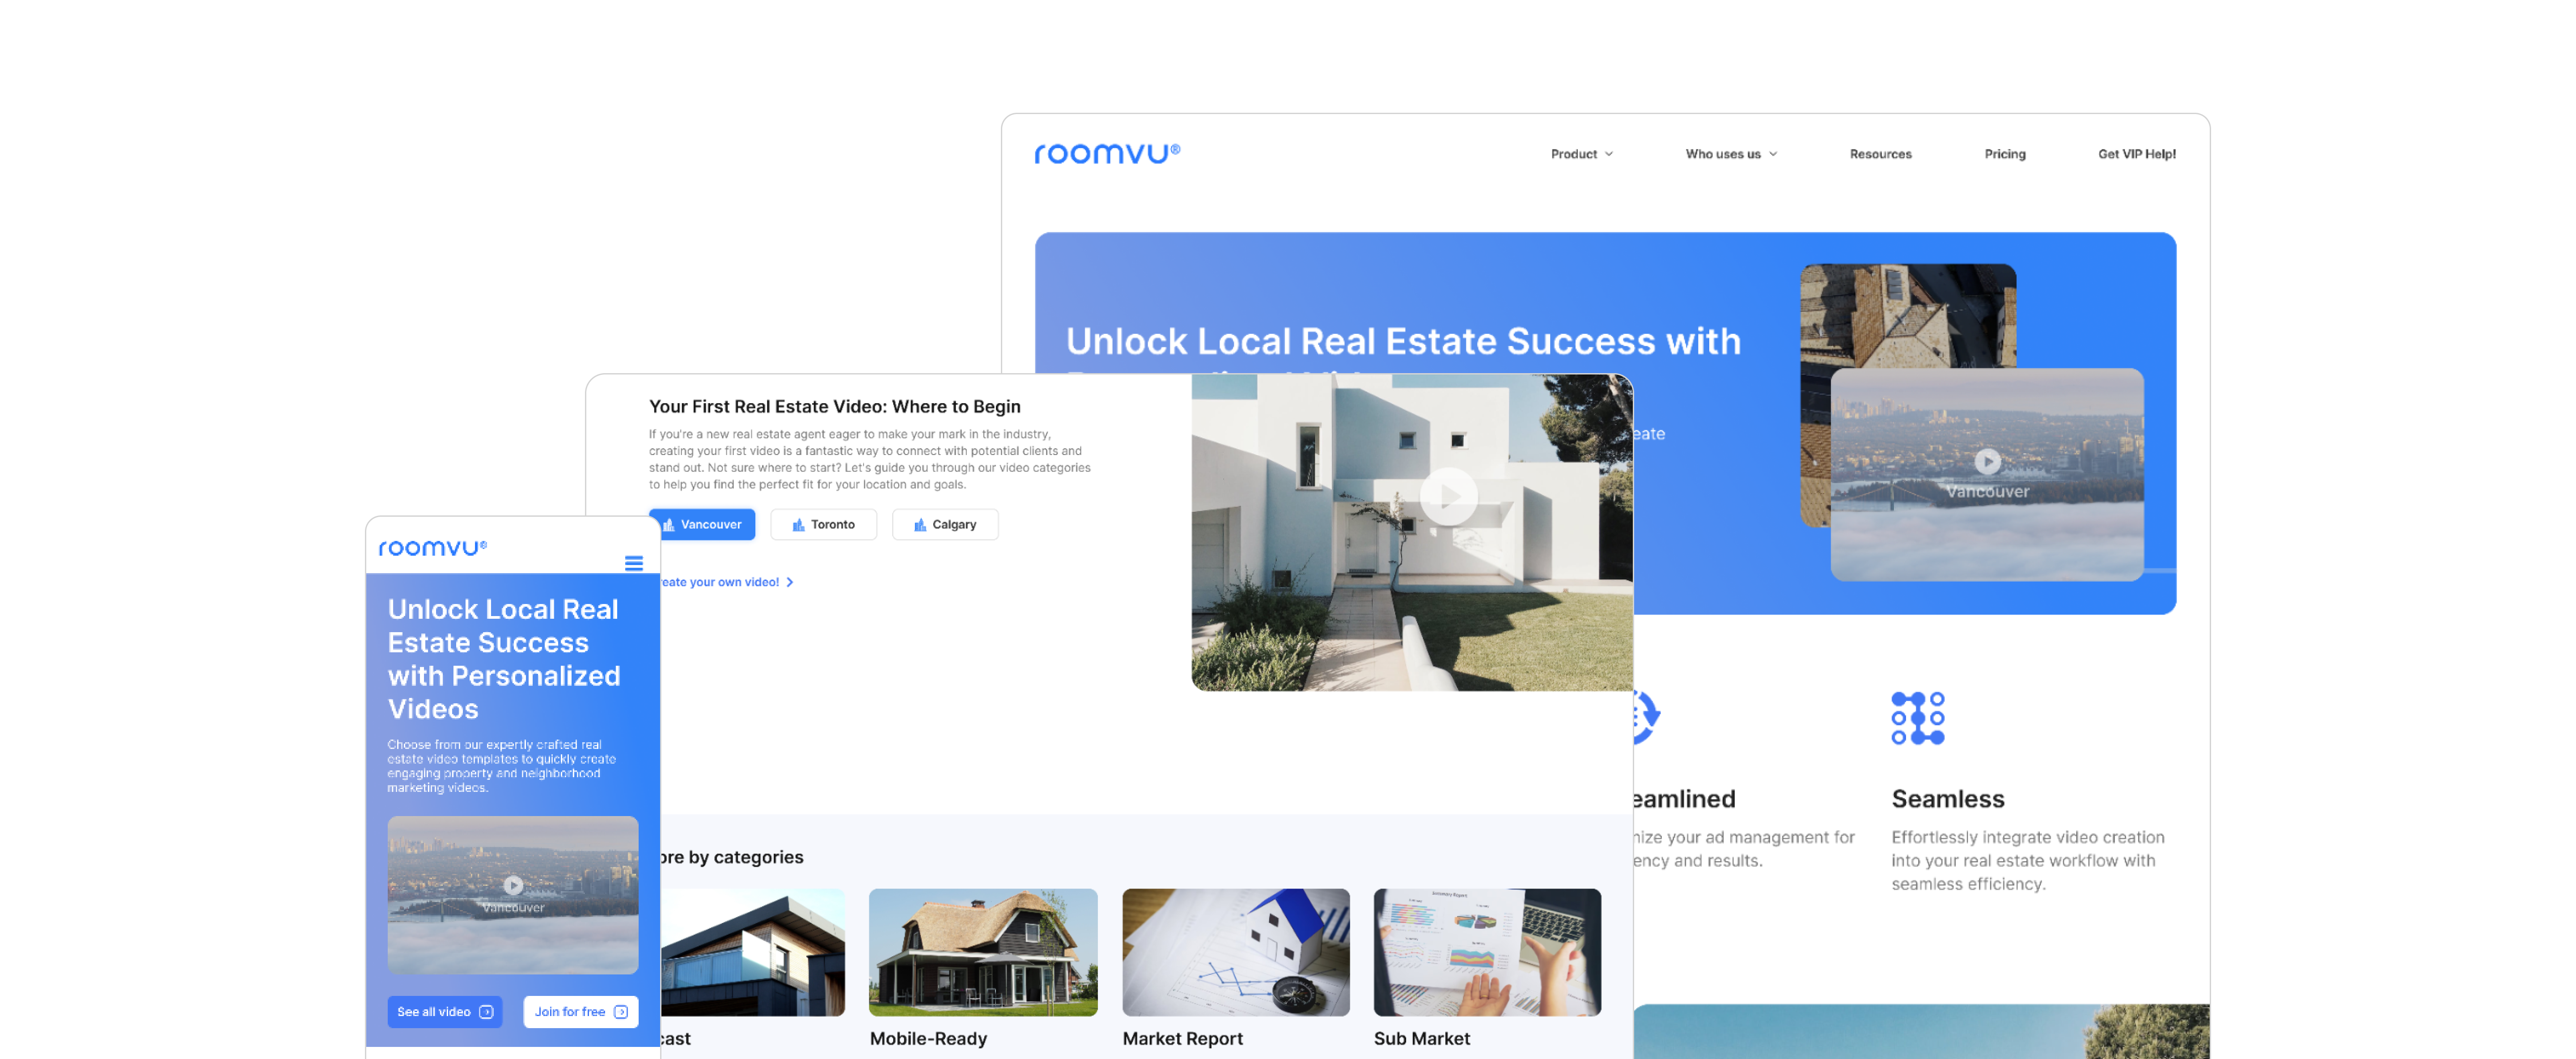 roomvu®
Product
Who uses us
Resources
Pricing
Get VIP Help!
Unlock Local Real Estate Success with
eate
Vancouver
Your First Real Estate Video: Where to Begin
If you're a new real estate agent eager to make your mark in the industry,
creating your first video is a fantastic way to connect with potential clients and
stand out. Not sure where to start? Let's guide you through our video categories
to help you find the perfect fit for your location and goals.
Vancouver
Toronto
Calgary
reate your own video!
roomvu®
Unlock Local Real
Estate Success
with Personalized
Videos
Choose from our expertly crafted real
estate video templates to quickly create
engaging property and neighborhood
marketing videos.
Vancouver
See all video
Join for free
ore by categories
cast
Mobile-Ready
Market Report
Sub Market
eamlined
nize your ad management for
ency and results.
Seamless
Effortlessly integrate video creation
into your real estate workflow with
seamless efficiency.